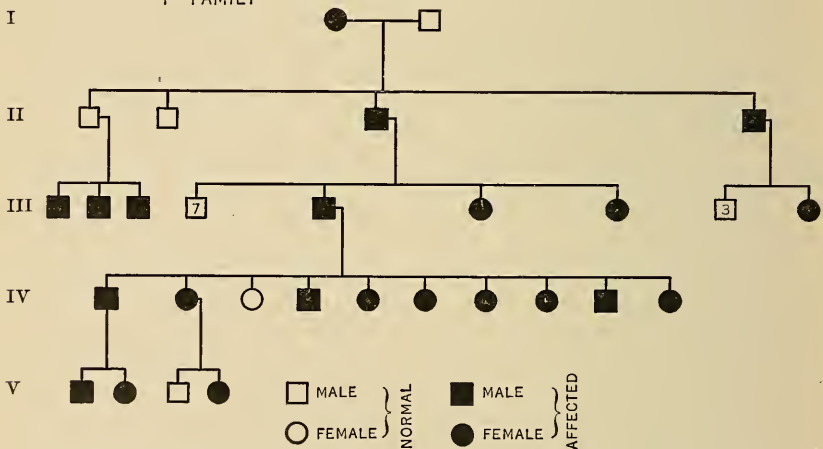 FAMILY
I
II
III
7
3
IV
V
MALE
FEMALE
NORMAL
MALE
FEMALE
AFFECTED